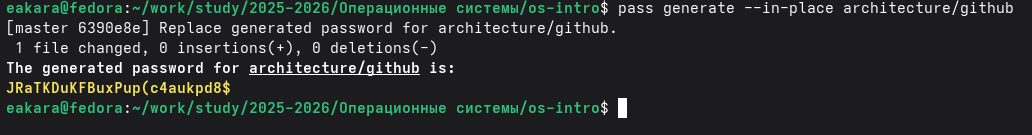 eakara@fedora:~/work/study/2025-2026/Операционные системы/os-intro$ pass generate --in-place architecture/github
[master 6390e8e] Replace generated password for architecture/github.
 1 file changed, 0 insertions(+), 0 deletions(-)
The generated password for architecture/github is:
JRaTKDuKFBuxPup(c4aukpd8$
eakara@fedora:~/work/study/2025-2026/Операционные системы/os-intro$